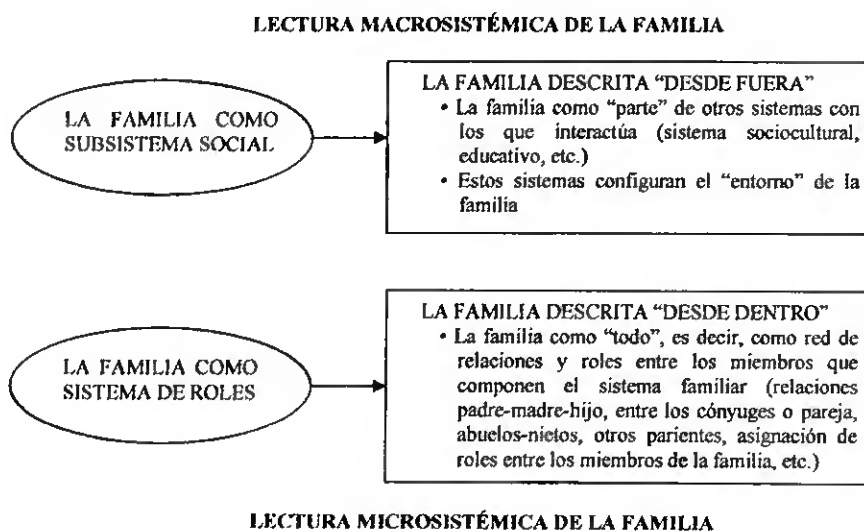 LECTURA MACROSISTÉMICA DE LA FAMILIA
LA FAMILIA COMO
SUBSISTEMA SOCIAL
LA FAMILIA DESCRITA “DESDE FUERA”
• La familia como “parte” de otros sistemas con
los que interactúa (sistema sociocultural,
educativo, etc.)
• Estos sistemas configuran el “entorno” de la
familia
LA FAMILIA COMO
SISTEMA DE ROLES
LA FAMILIA DESCRITA “DESDE DENTRO”
• La familia como “todo”, es decir, como red de
relaciones y roles entre los miembros que
componen el sistema familiar (relaciones
padre-madre-hijo, entre los cónyuges o pareja,
abuelos-nietos, otros parientes, asignación de
roles entre los miembros de la familia, etc.)
LECTURA MICROSISTÉMICA DE LA FAMILIA